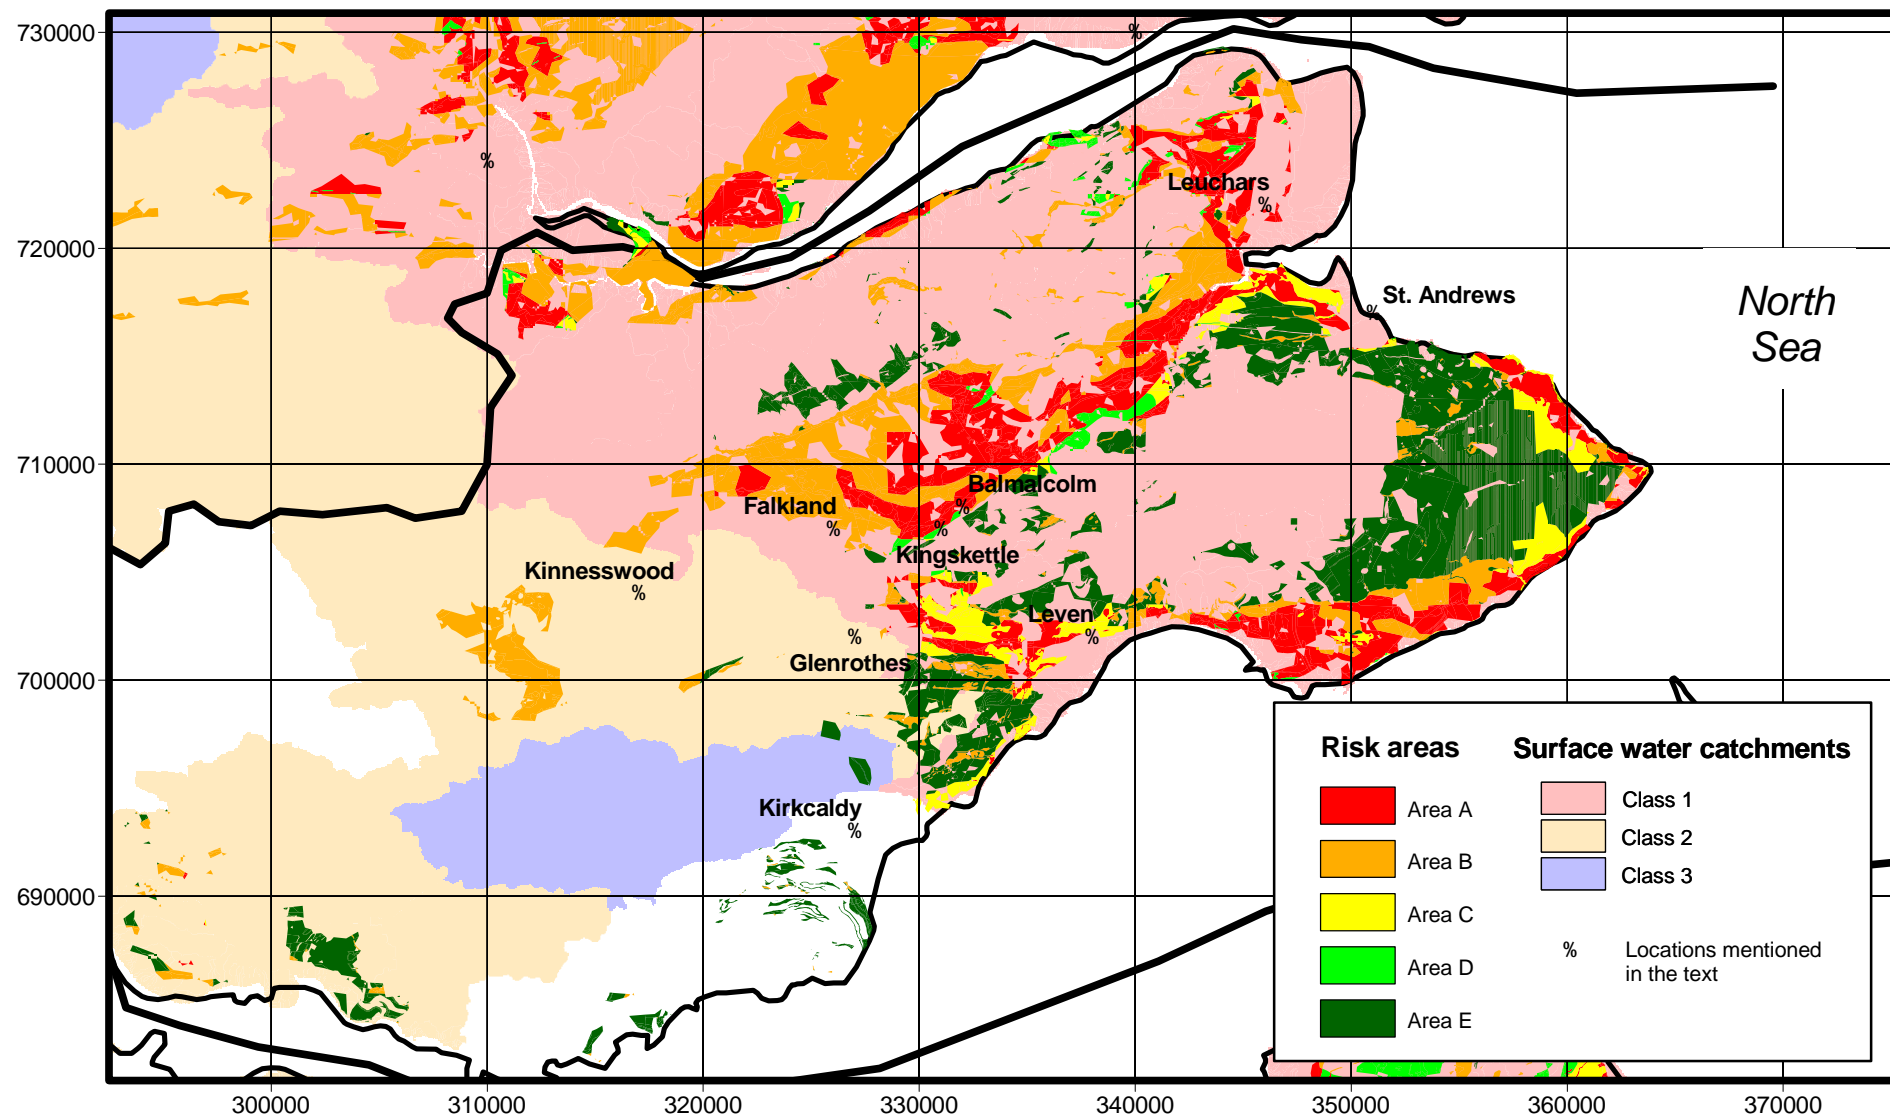 730000
720000
710000
700000
690000
%
%
Leuchars
%
St. Andrews
%
North
Sea
Balmalcolm
Falkland
%
%
%
Kingskettle
Kinnesswood
%
Leven
%
%
Glenrothes
Kirkcaldy
%
Risk areas
Area A
Area B
Area C
Area D
Area E
Surface water catchments
Class 1
Class 2
Class 3
% Locations mentioned
in the text
300000 310000 320000 330000 340000 350000 360000 370000